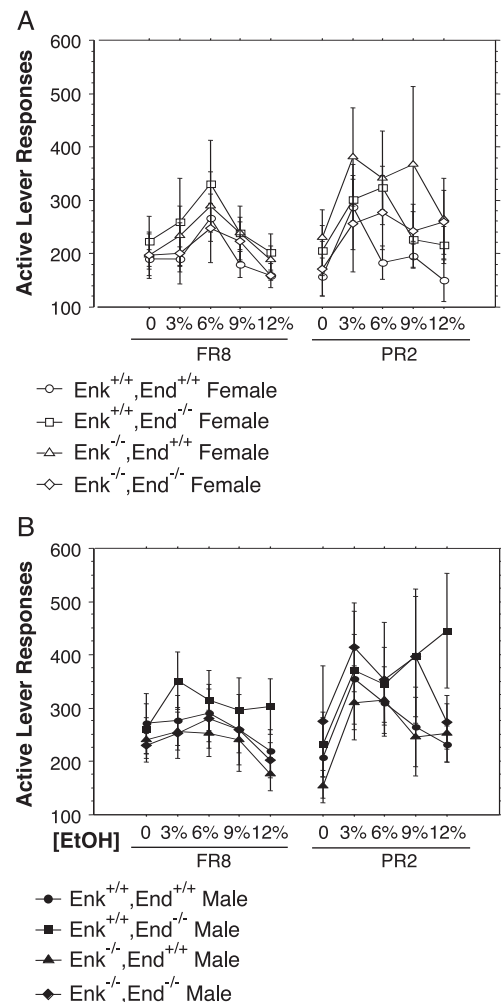 A
600
500
400
300
200
100
Active Lever Responses
0 3% 6% 9% 12% 0 3% 6% 9% 12%
FR8 PR2
Enk+/+,End+/+ Female
Enk+/+,End-/- Female
Enk-/-,End+/+ Female
Enk-/-,End-/- Female
B
600
500
400
300
200
100
Active Lever Responses
[EtOH] 0 3% 6% 9% 12% 0 3% 6% 9% 12%
FR8 PR2
Enk+/+,End+/+ Male
Enk+/+,End-/- Male
Enk-/-,End+/+ Male
Enk-/-,End-/- Male